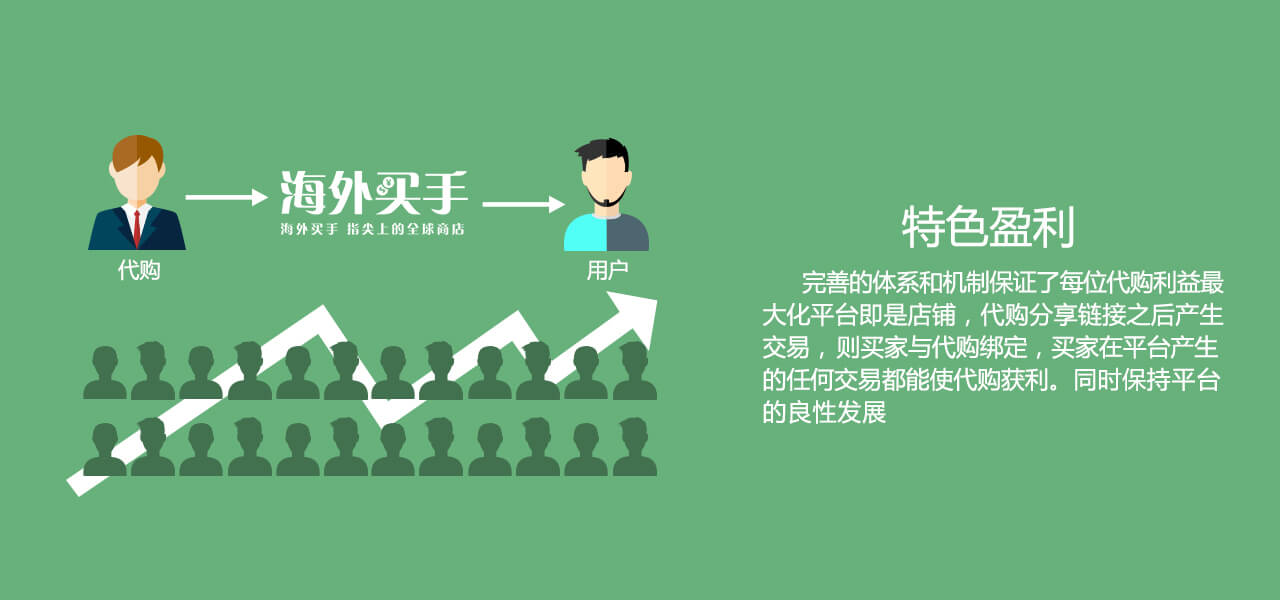 海外买手
海外买手 指尖上的全球商店
代购
用户
特色盈利
完善的体系和机制保证了每位代购利益最
大化平台即是店铺，代购分享链接之后产生
交易，则买家与代购绑定，买家在平台产生
的任何交易都能使代购获利。同时保持平台
的良性发展